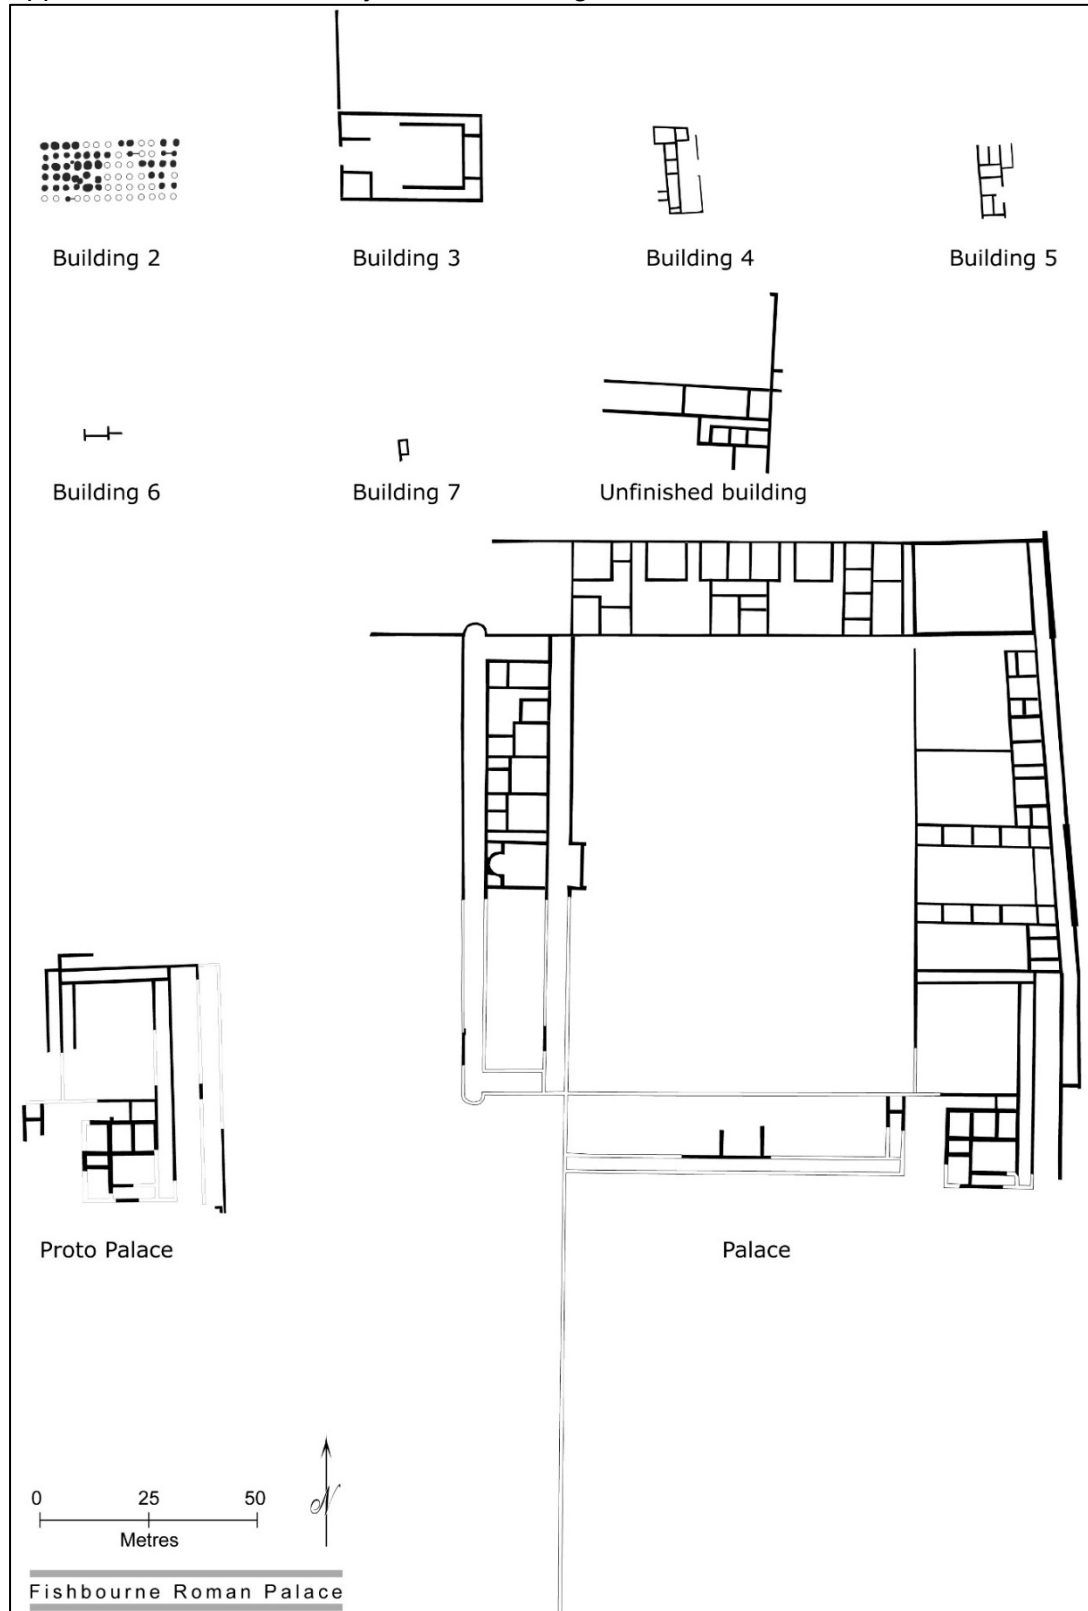 Building 2
Building 3
Building 4
Building 5
Building 6
Building 7
Unfinished building
Proto Palace
Palace
0 25 50
Metres
N
Fishbourne Roman Palace